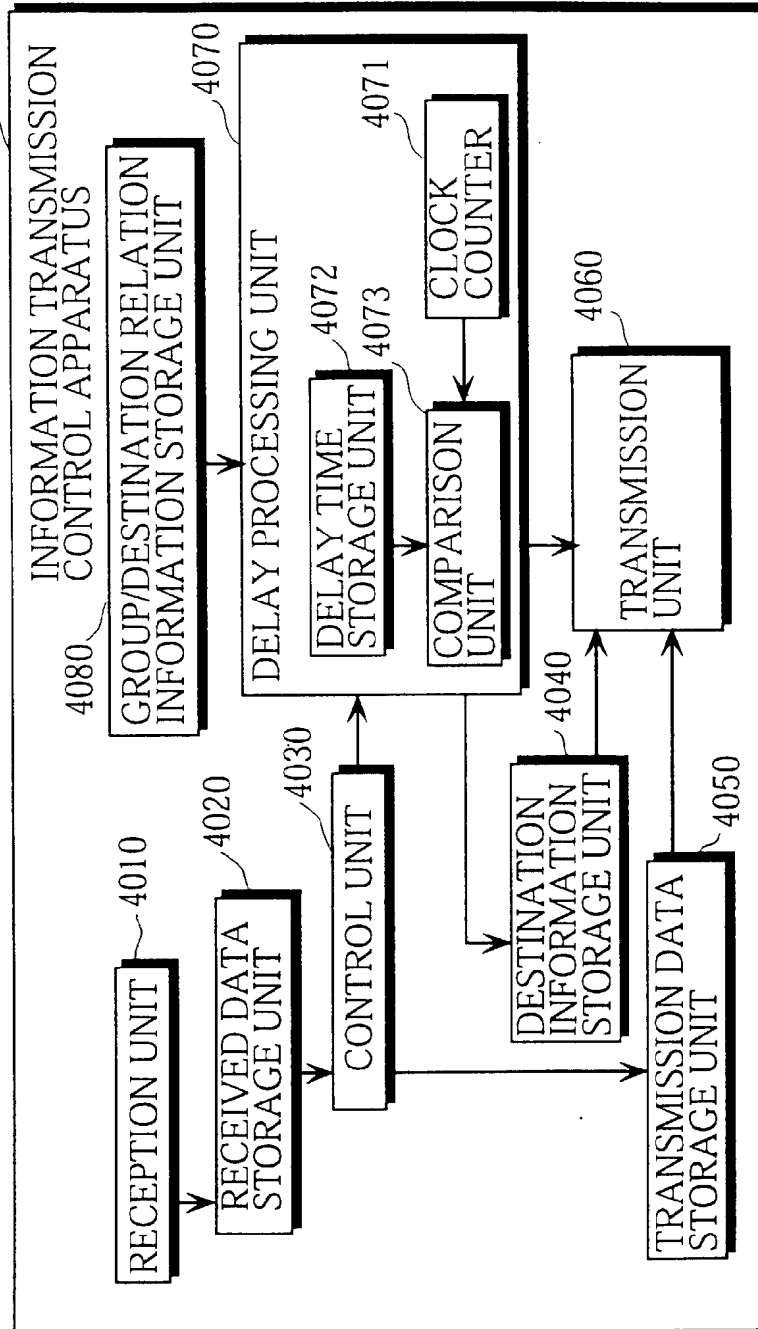 INFORMATION TRANSMISSION
CONTROL APPARATUS
4010
RECEPTION UNIT
4020
RECEIVED DATA
STORAGE UNIT
4030
CONTROL UNIT
4080
GROUP/DESTINATION RELATION
INFORMATION STORAGE UNIT
4070
DELAY PROCESSING UNIT
4072
DELAY TIME
STORAGE UNIT
4073
COMPARISON
UNIT
4071
CLOCK
COUNTER
4040
DESTINATION
INFORMATION
STORAGE UNIT
4050
TRANSMISSION DATA
STORAGE UNIT
4060
TRANSMISSION
UNIT